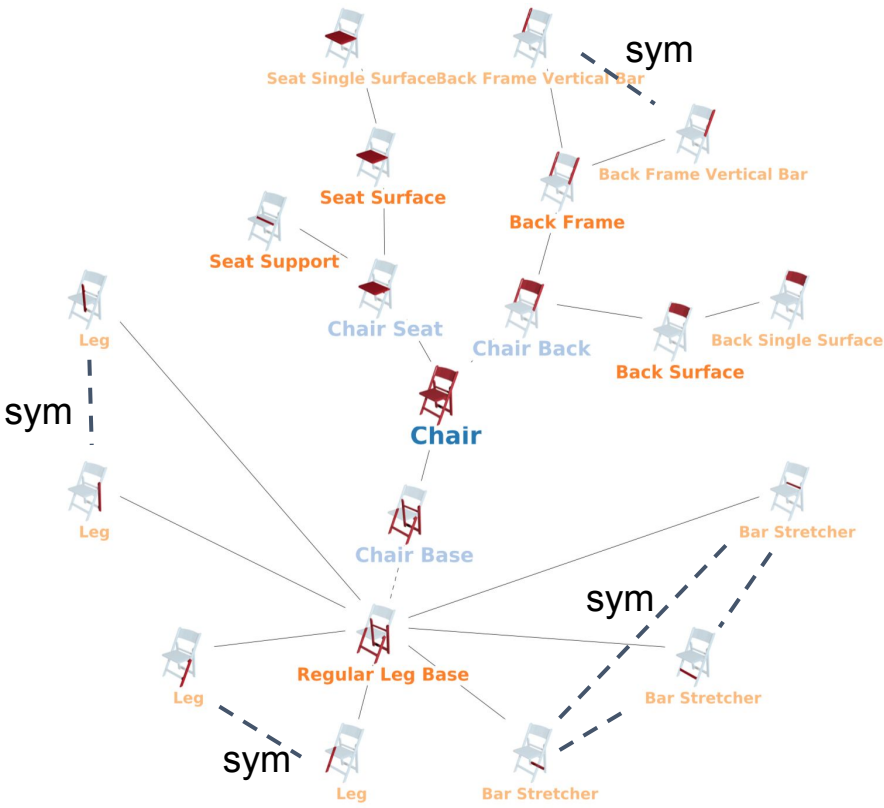 sym
Seat Single Surface
Back Frame Vertical Bar
Back Frame Vertical Bar
Seat Surface
Back Frame
Seat Support
Chair Seat
Chair Back
Leg
Back Single Surface
Back Surface
sym
Chair
Leg
Bar Stretcher
Chair Base
sym
Regular Leg Base
Leg
Bar Stretcher
sym
Leg
Bar Stretcher